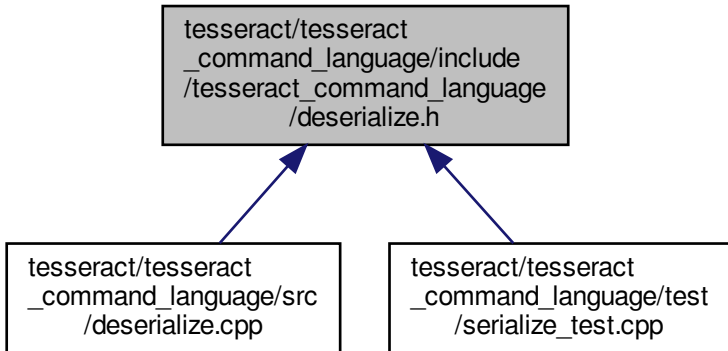 tesseract/tesseract
_command_language/include
/tesseract_command_language
/deserialize.h
tesseract/tesseract
_command_language/src
/deserialize.cpp
tesseract/tesseract
_command_language/test
/serialize_test.cpp